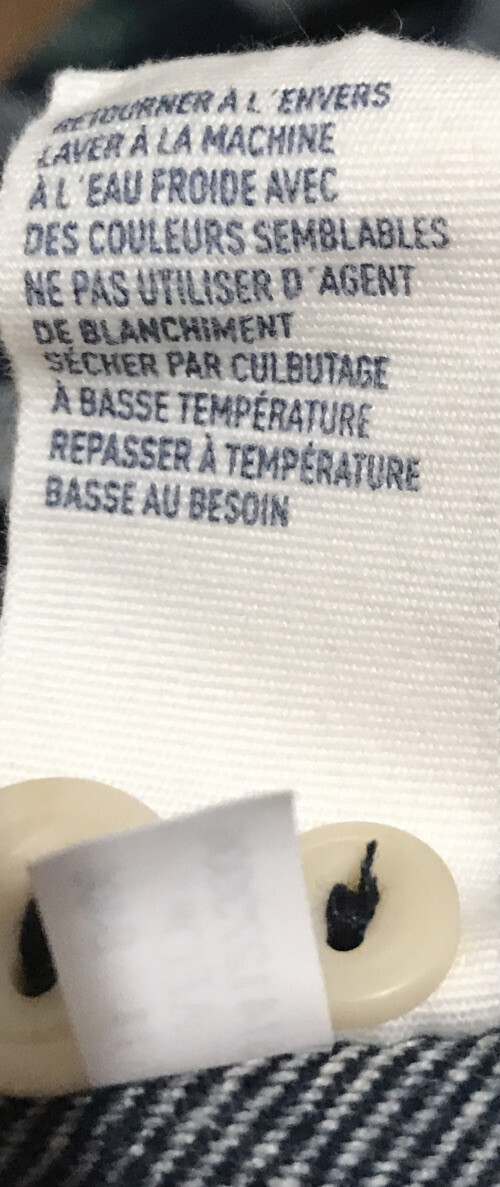 RETOURNER À L'ENVERS
LAVER À LA MACHINE
À L'EAU FROIDE AVEC
DES COULEURS SEMBLABLES
NE PAS UTILISER D'AGENT
DE BLANCHIMENT
SÉCHER PAR CULBUTAGE
À BASSE TEMPÉRATURE
REPASSER À TEMPÉRATURE
BASSE AU BESOIN